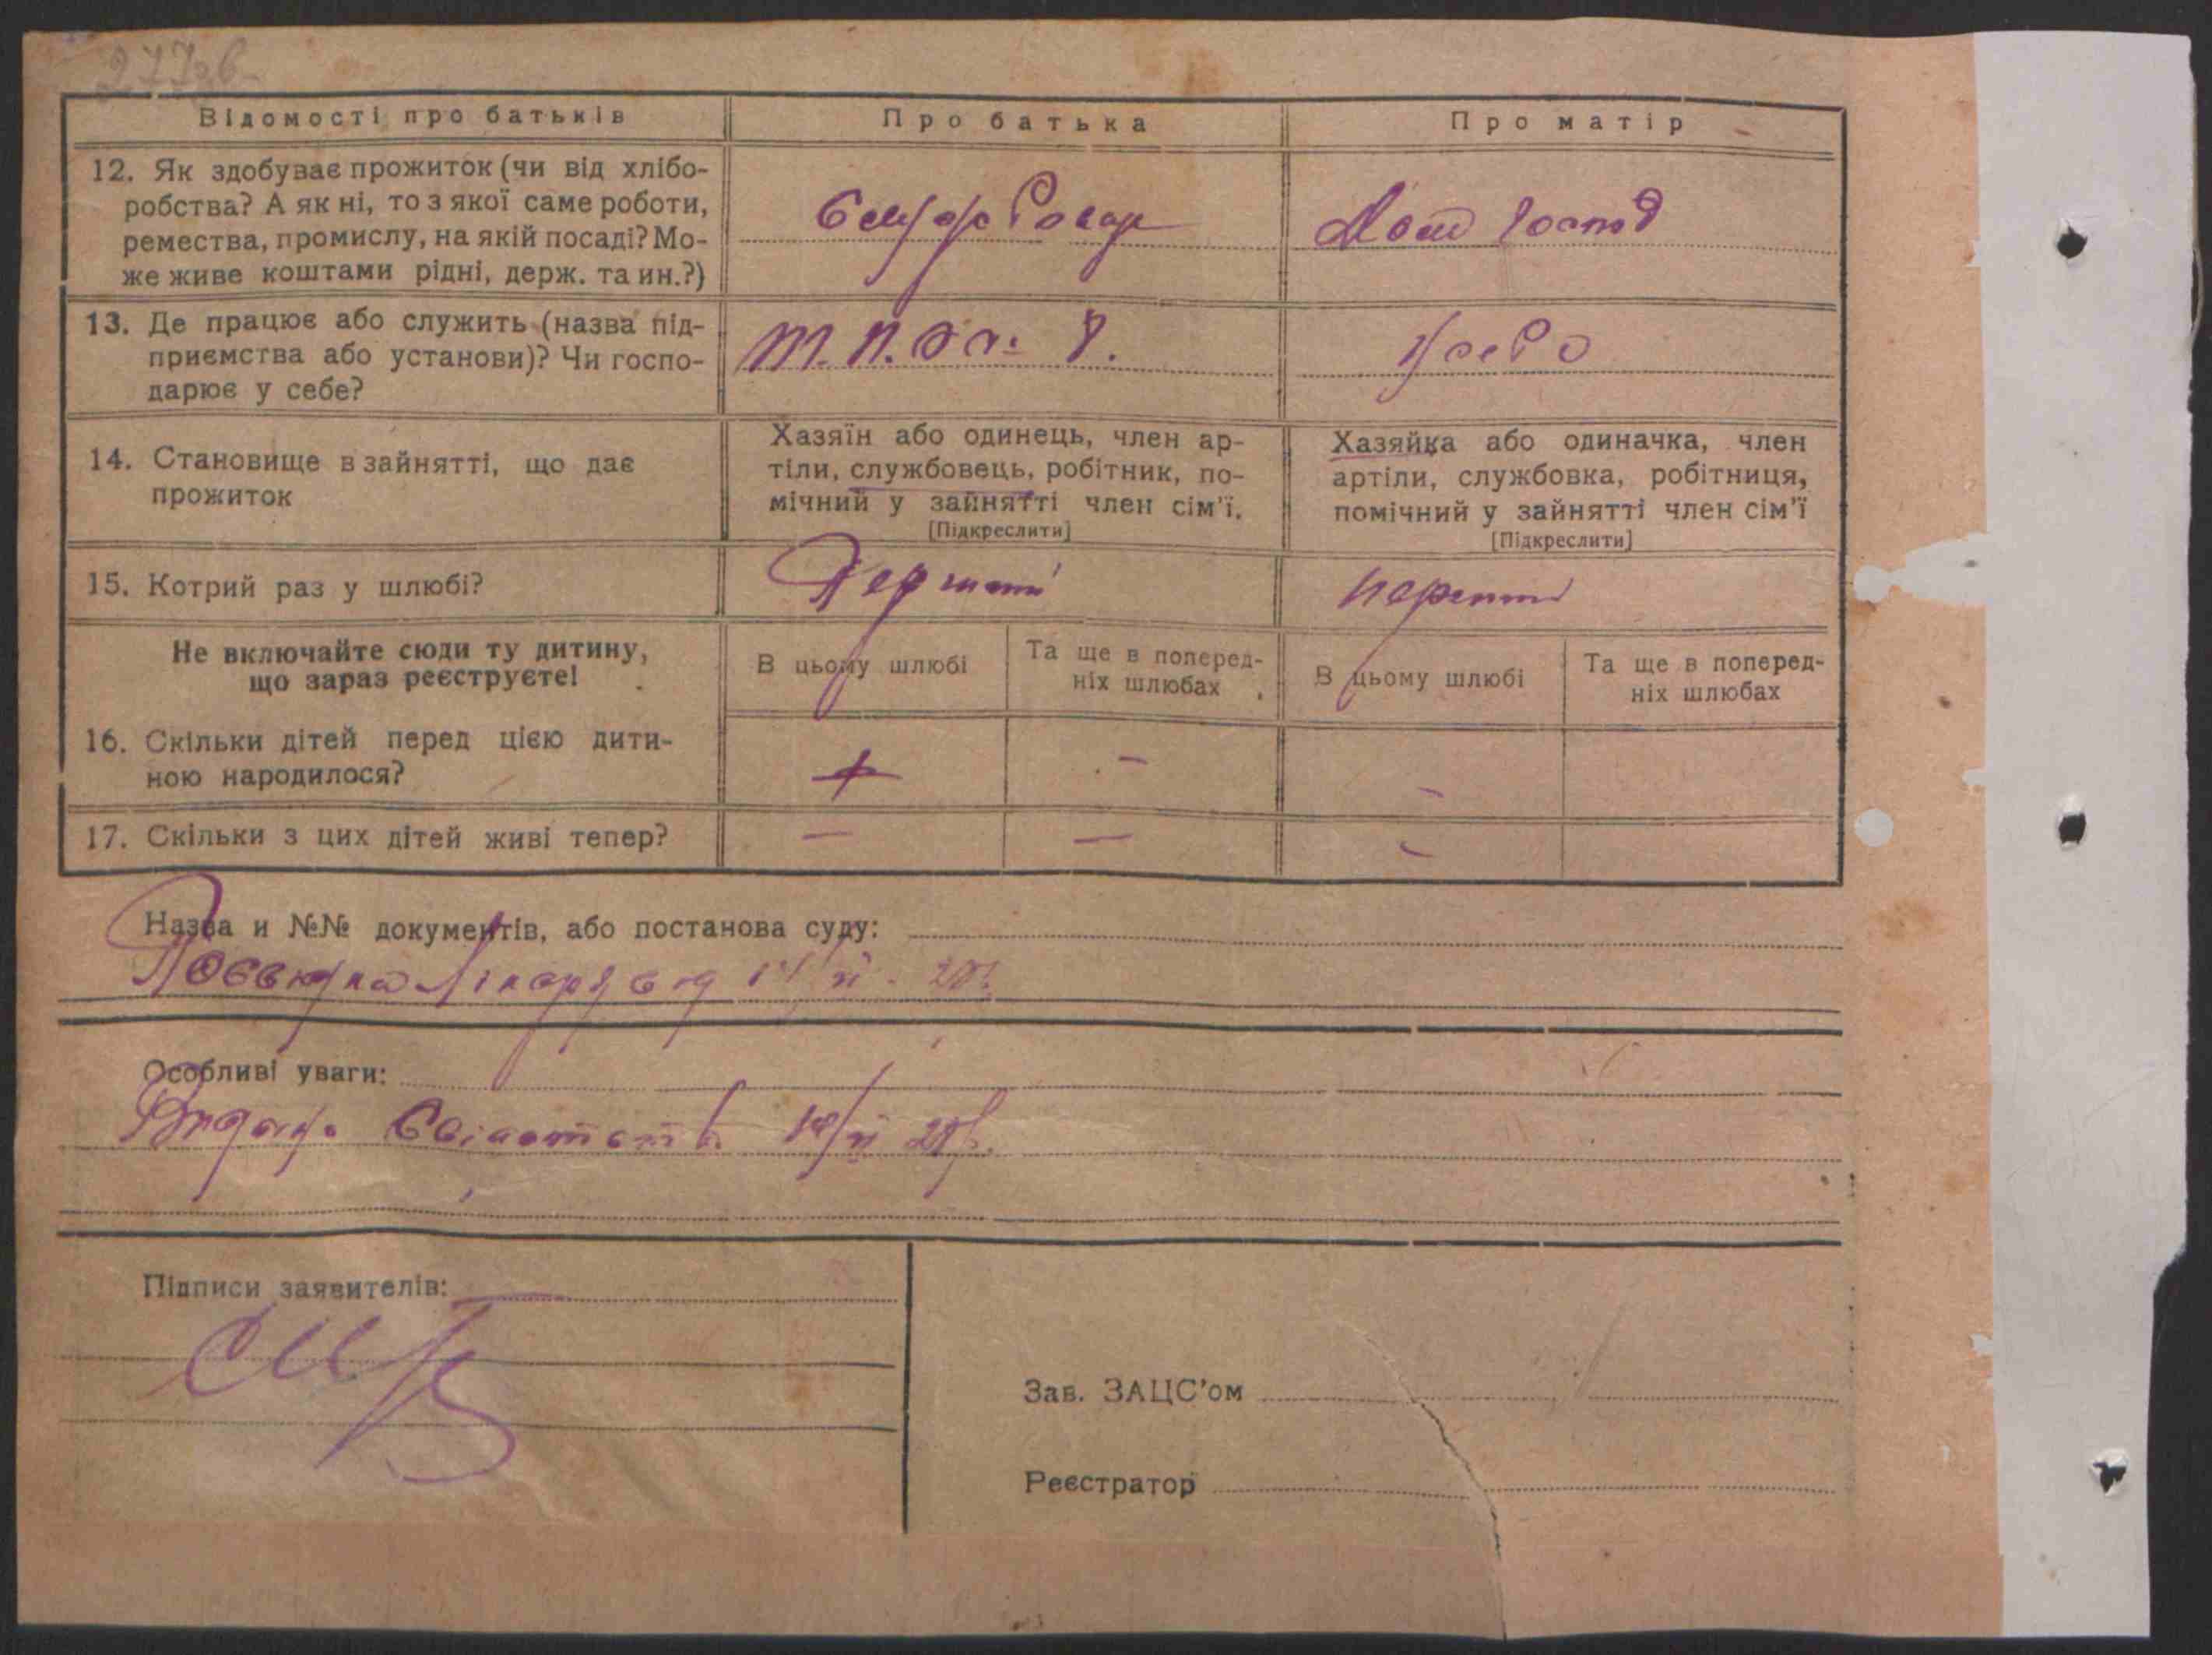 277зв
Відомості про батьків
Про батька
Про матір
12. Як здобуває прожиток (чи від хлібо-
робства? А як ні, то з якої саме роботи,
ремества, промислу, на якій посаді? Мо-
же живе коштами рідні, держ. та ин.?)
Дом Господ
13. Де працює або служить (назва під-
приємства або установи)? Чи госпо-
дарює у себе?
14. Становище в зайнятті, що дає
прожиток
Хазяїн або одинець, член ар-
тіли, службовець, робітник, по-
мічний у зайнятті член сім'ї.
[Підкреслити]
Хазяйка або одиначка, член
артіли, службовка, робітниця,
помічний у зайнятті член сім'ї
[Підкреслити]
15. Котрий раз у шлюбі?
Перший
перший
Не включайте сюди ту дитину,
що зараз реєструєте!
В цьому шлюбі
Та ще в поперед-
ніх шлюбах
В цьому шлюбі
Та ще в поперед-
ніх шлюбах
16. Скільки дітей перед цією дити-
ною народилося?
+
-
-
17. Скільки з цих дітей живі тепер?
—
—
-
Назва и №№ документів, або постанова суду:
Особливі уваги:
Підписи заявителів:
Зав. ЗАЦС'ом
Реєстратор